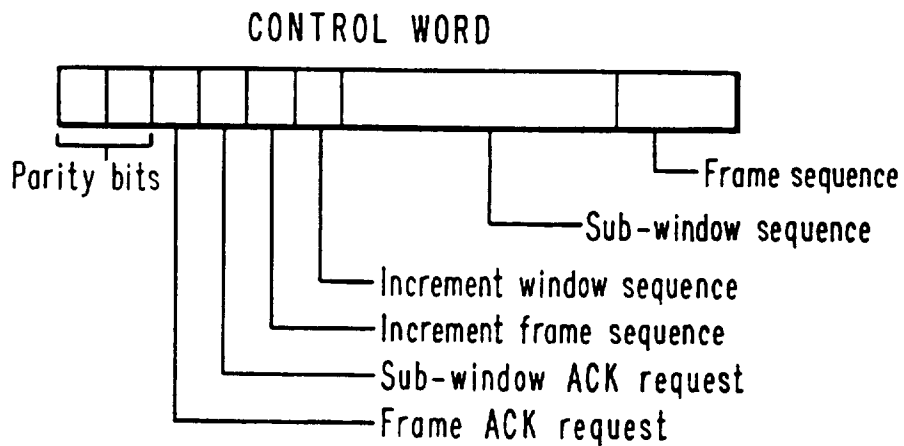 CONTROL WORD
Parity bits
Frame sequence
Sub-window sequence
Increment window sequence
Increment frame sequence
Sub-window ACK request
Frame ACK request